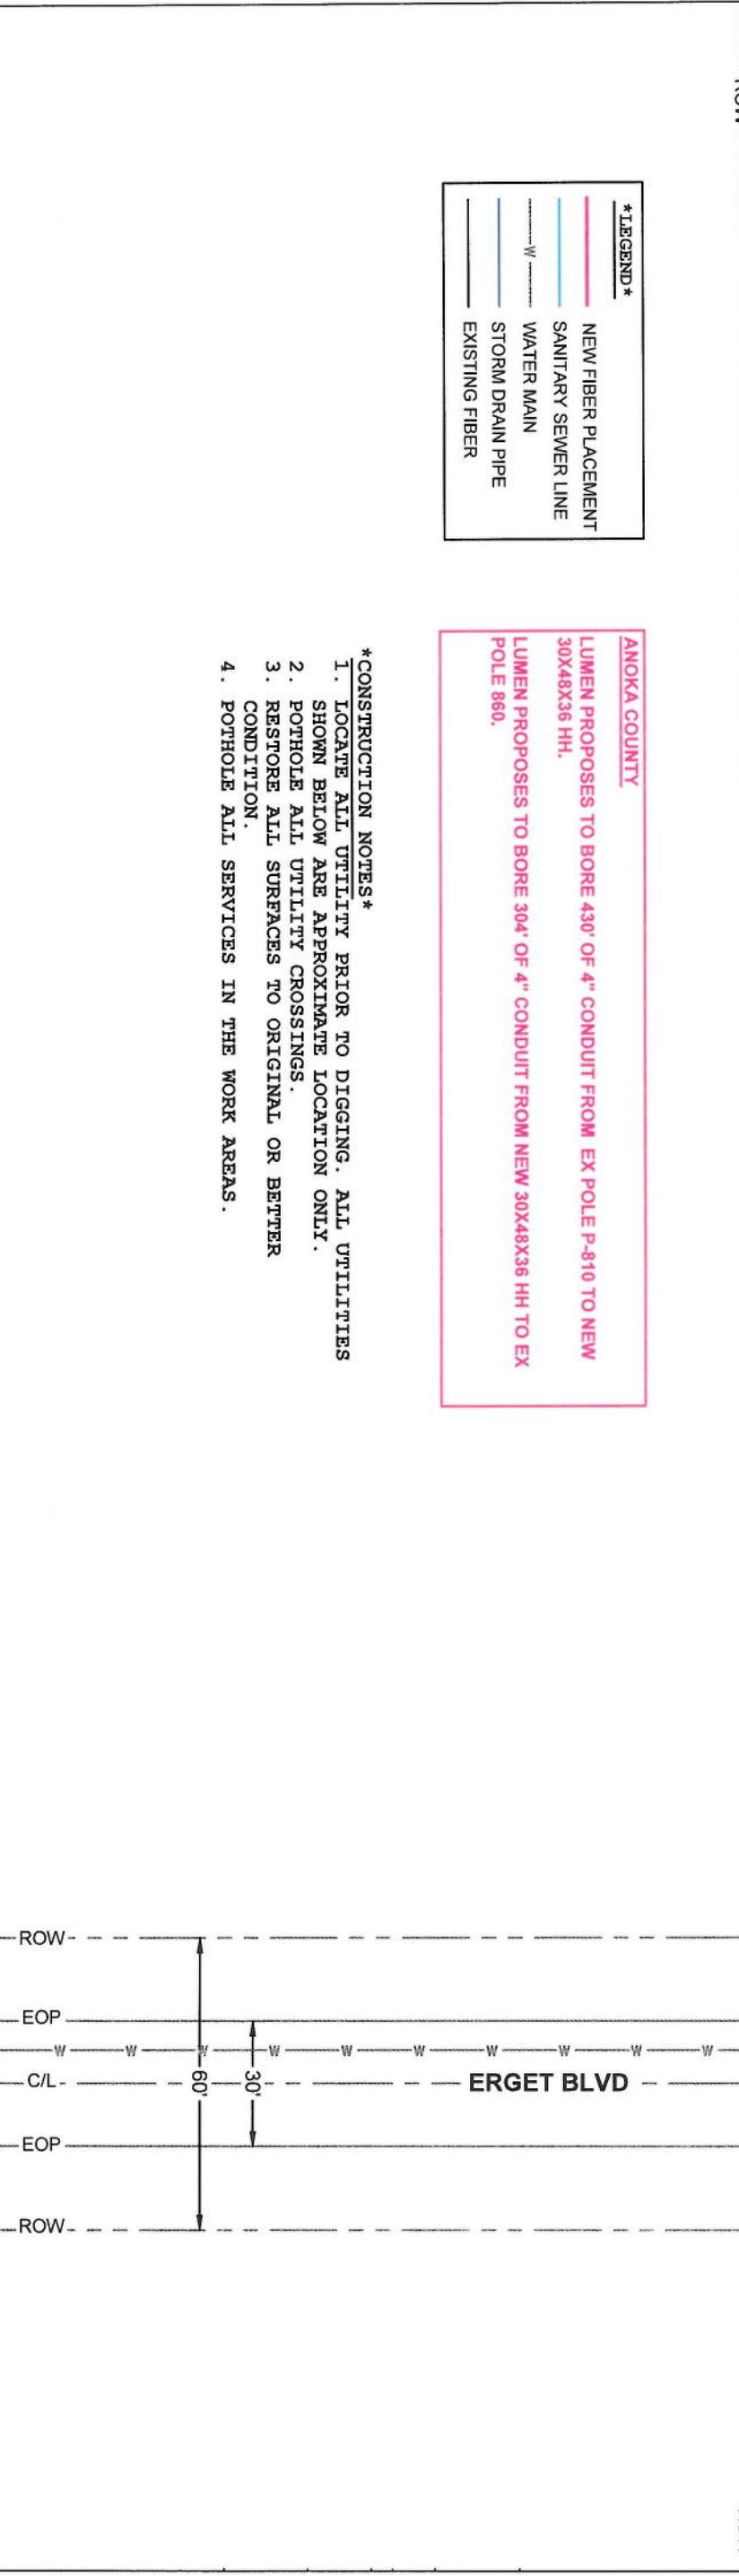 *LEGEND*
NEW FIBER PLACEMENT
SANITARY SEWER LINE
W
WATER MAIN
STORM DRAIN PIPE
EXISTING FIBER
ANOKA COUNTY
LUMEN PROPOSES TO BORE 430' OF 4" CONDUIT FROM EX POLE P-810 TO NEW
30X48X36 HH.
LUMEN PROPOSES TO BORE 304' OF 4" CONDUIT FROM NEW 30X48X36 HH TO EX
POLE 860.
*CONSTRUCTION NOTES*
1. LOCATE ALL UTILITY PRIOR TO DIGGING. ALL UTILITIES
SHOWN BELOW ARE APPROXIMATE LOCATION ONLY.
2. POTHOLE ALL UTILITY CROSSINGS.
3. RESTORE ALL SURFACES TO ORIGINAL OR BETTER
CONDITION.
4. POTHOLE ALL SERVICES IN THE WORK AREAS.
ROW
EOP
W W W W W W W W W W
C/L 60' 30' ERGET BLVD
EOP
ROW